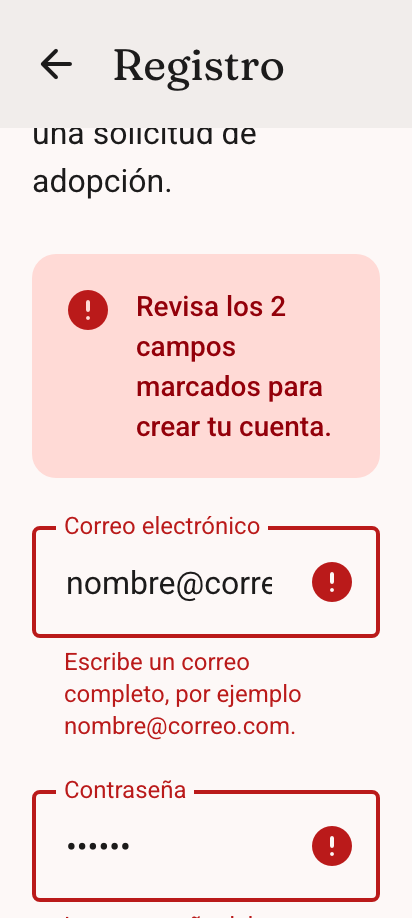 Registro
una solicitud de
adopción.
Revisa los 2
campos
marcados para
crear tu cuenta.
Correo electrónico
nombre@corre
Escribe un correo
completo, por ejemplo
nombre@correo.com.
Contraseña
••••••